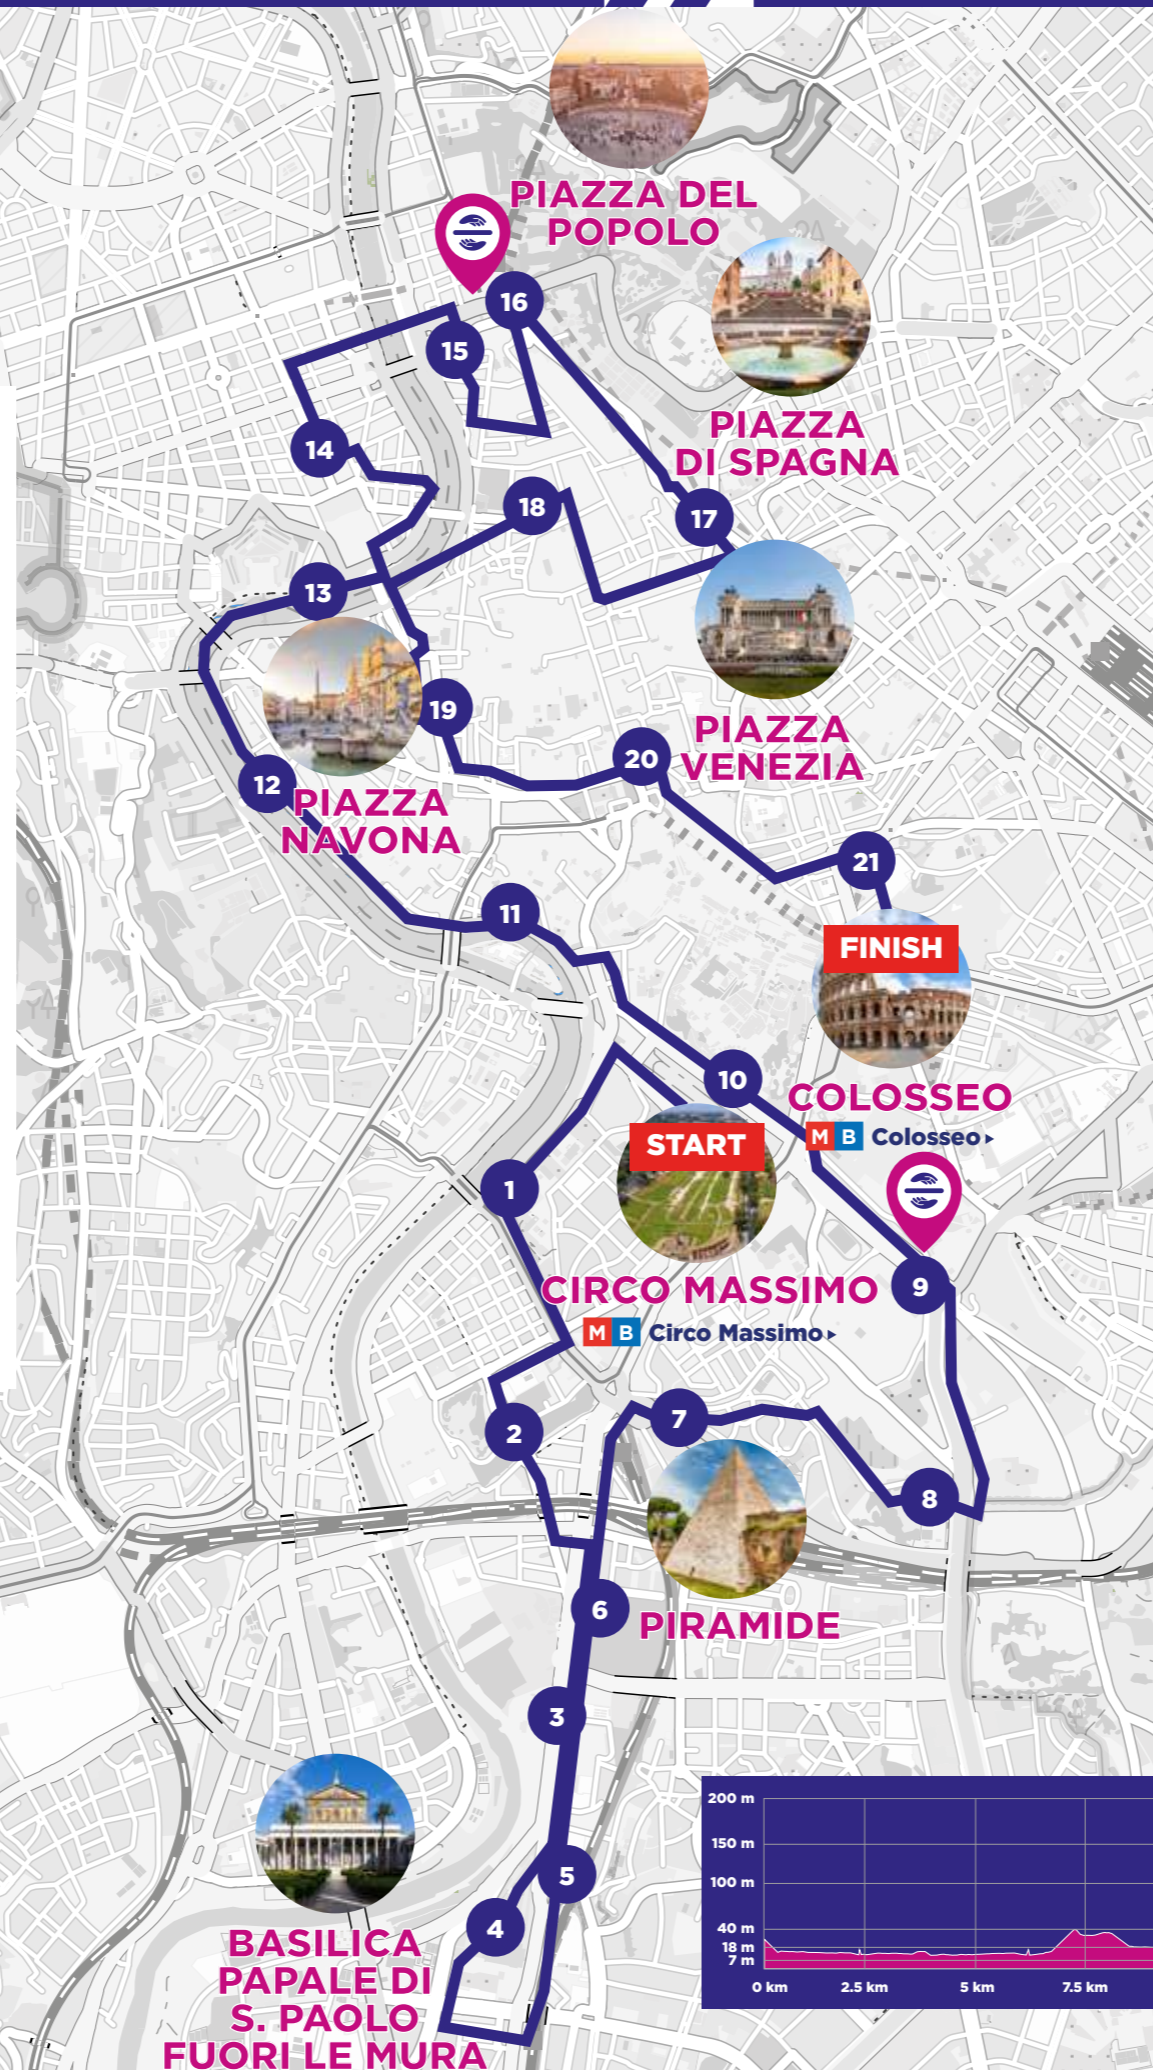 PIAZZA DEL
POPOLO
16
15
PIAZZA
DI SPAGNA
14
18
17
13
19
PIAZZA
VENEZIA
20
12
PIAZZA
NAVONA
21
11
FINISH
10
COLOSSEO
M B Colosseo
START
1
9
CIRCO MASSIMO
M B Circo Massimo
7
2
8
6
PIRAMIDE
3
200 m
150 m
5
100 m
4
40 m
BASILICA
PAPALE DI
S. PAOLO
FUORI LE MURA
18 m
7 m
0 km 2.5 km 5 km 7.5 km